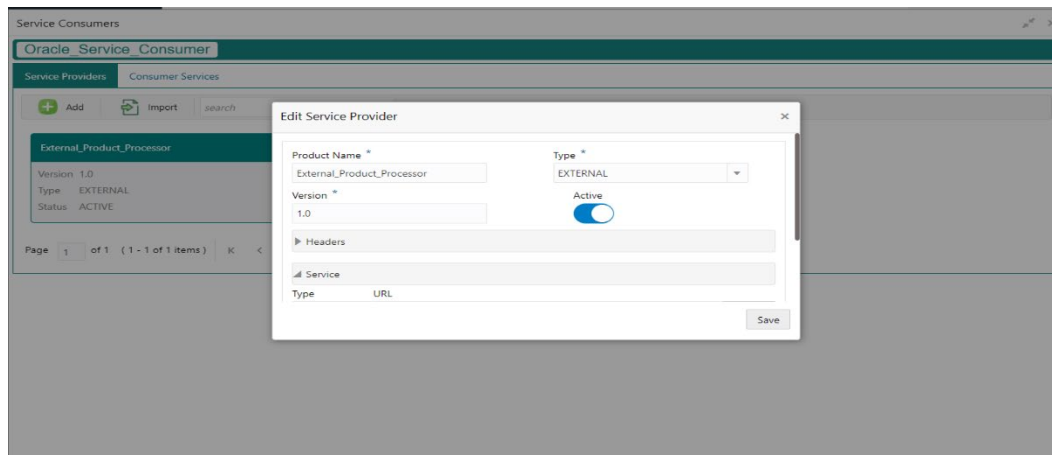 Service Consumers
Oracle_Service_Consumer
Service Providers Consumer Services
Add Import search
External_Product_Processor
Version 1.0
Type EXTERNAL
Status ACTIVE
Page 1 of 1 ( 1 - 1 of 1 items )
Edit Service Provider
Product Name * Type *
External_Product_Processor EXTERNAL
Version * Active
1.0
Headers
Service
Type URL
Save